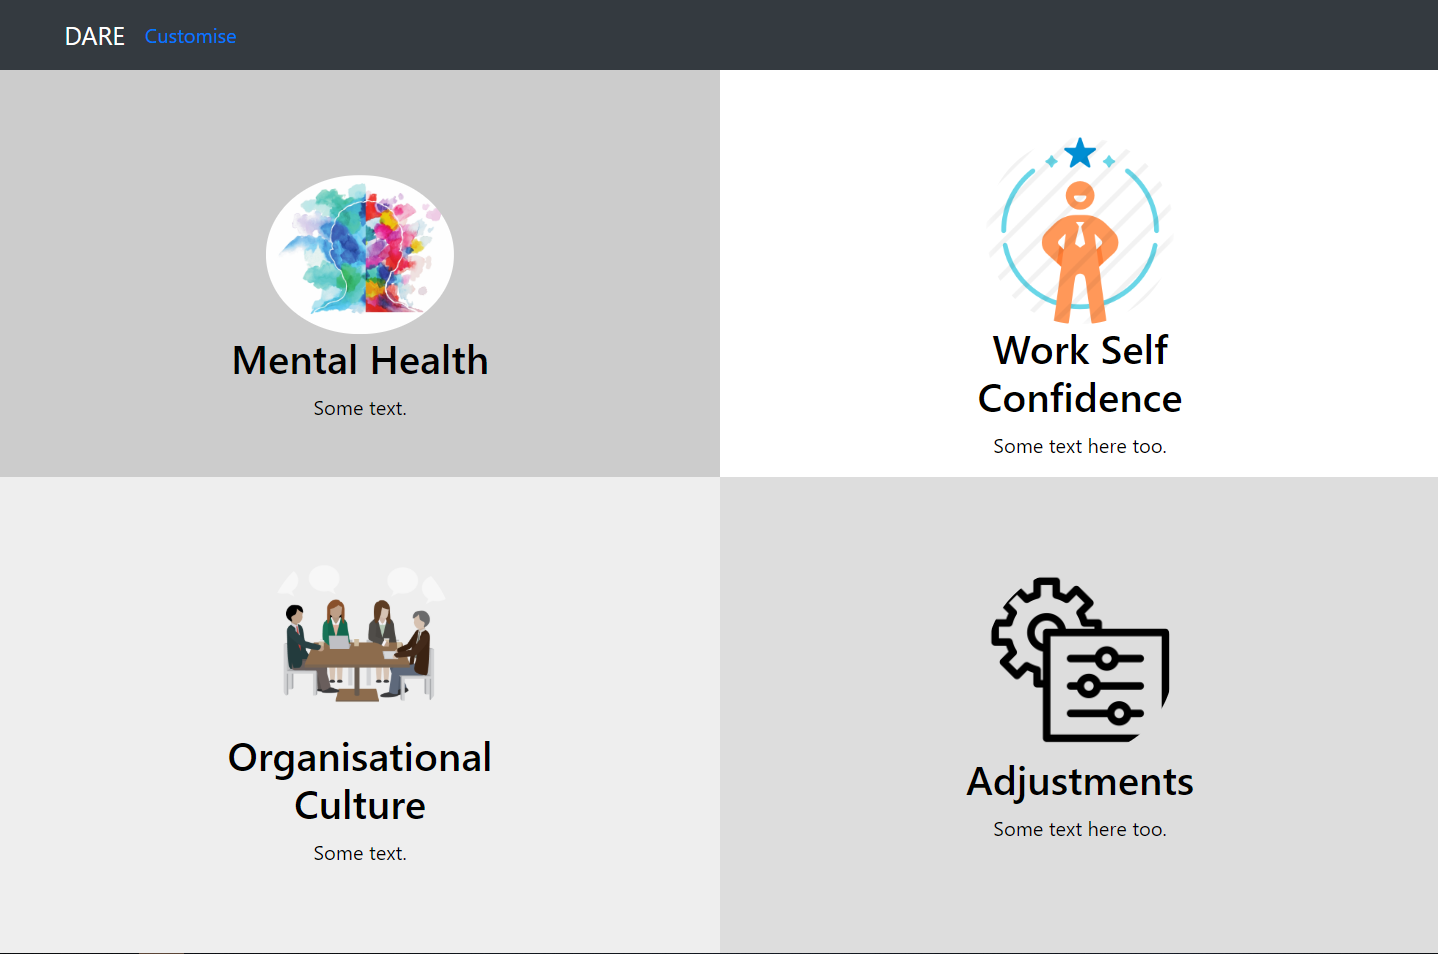 DARE Customise
Mental Health
Some text.
Work Self
Confidence
Some text here too.
Organisational
Culture
Some text.
Adjustments
Some text here too.